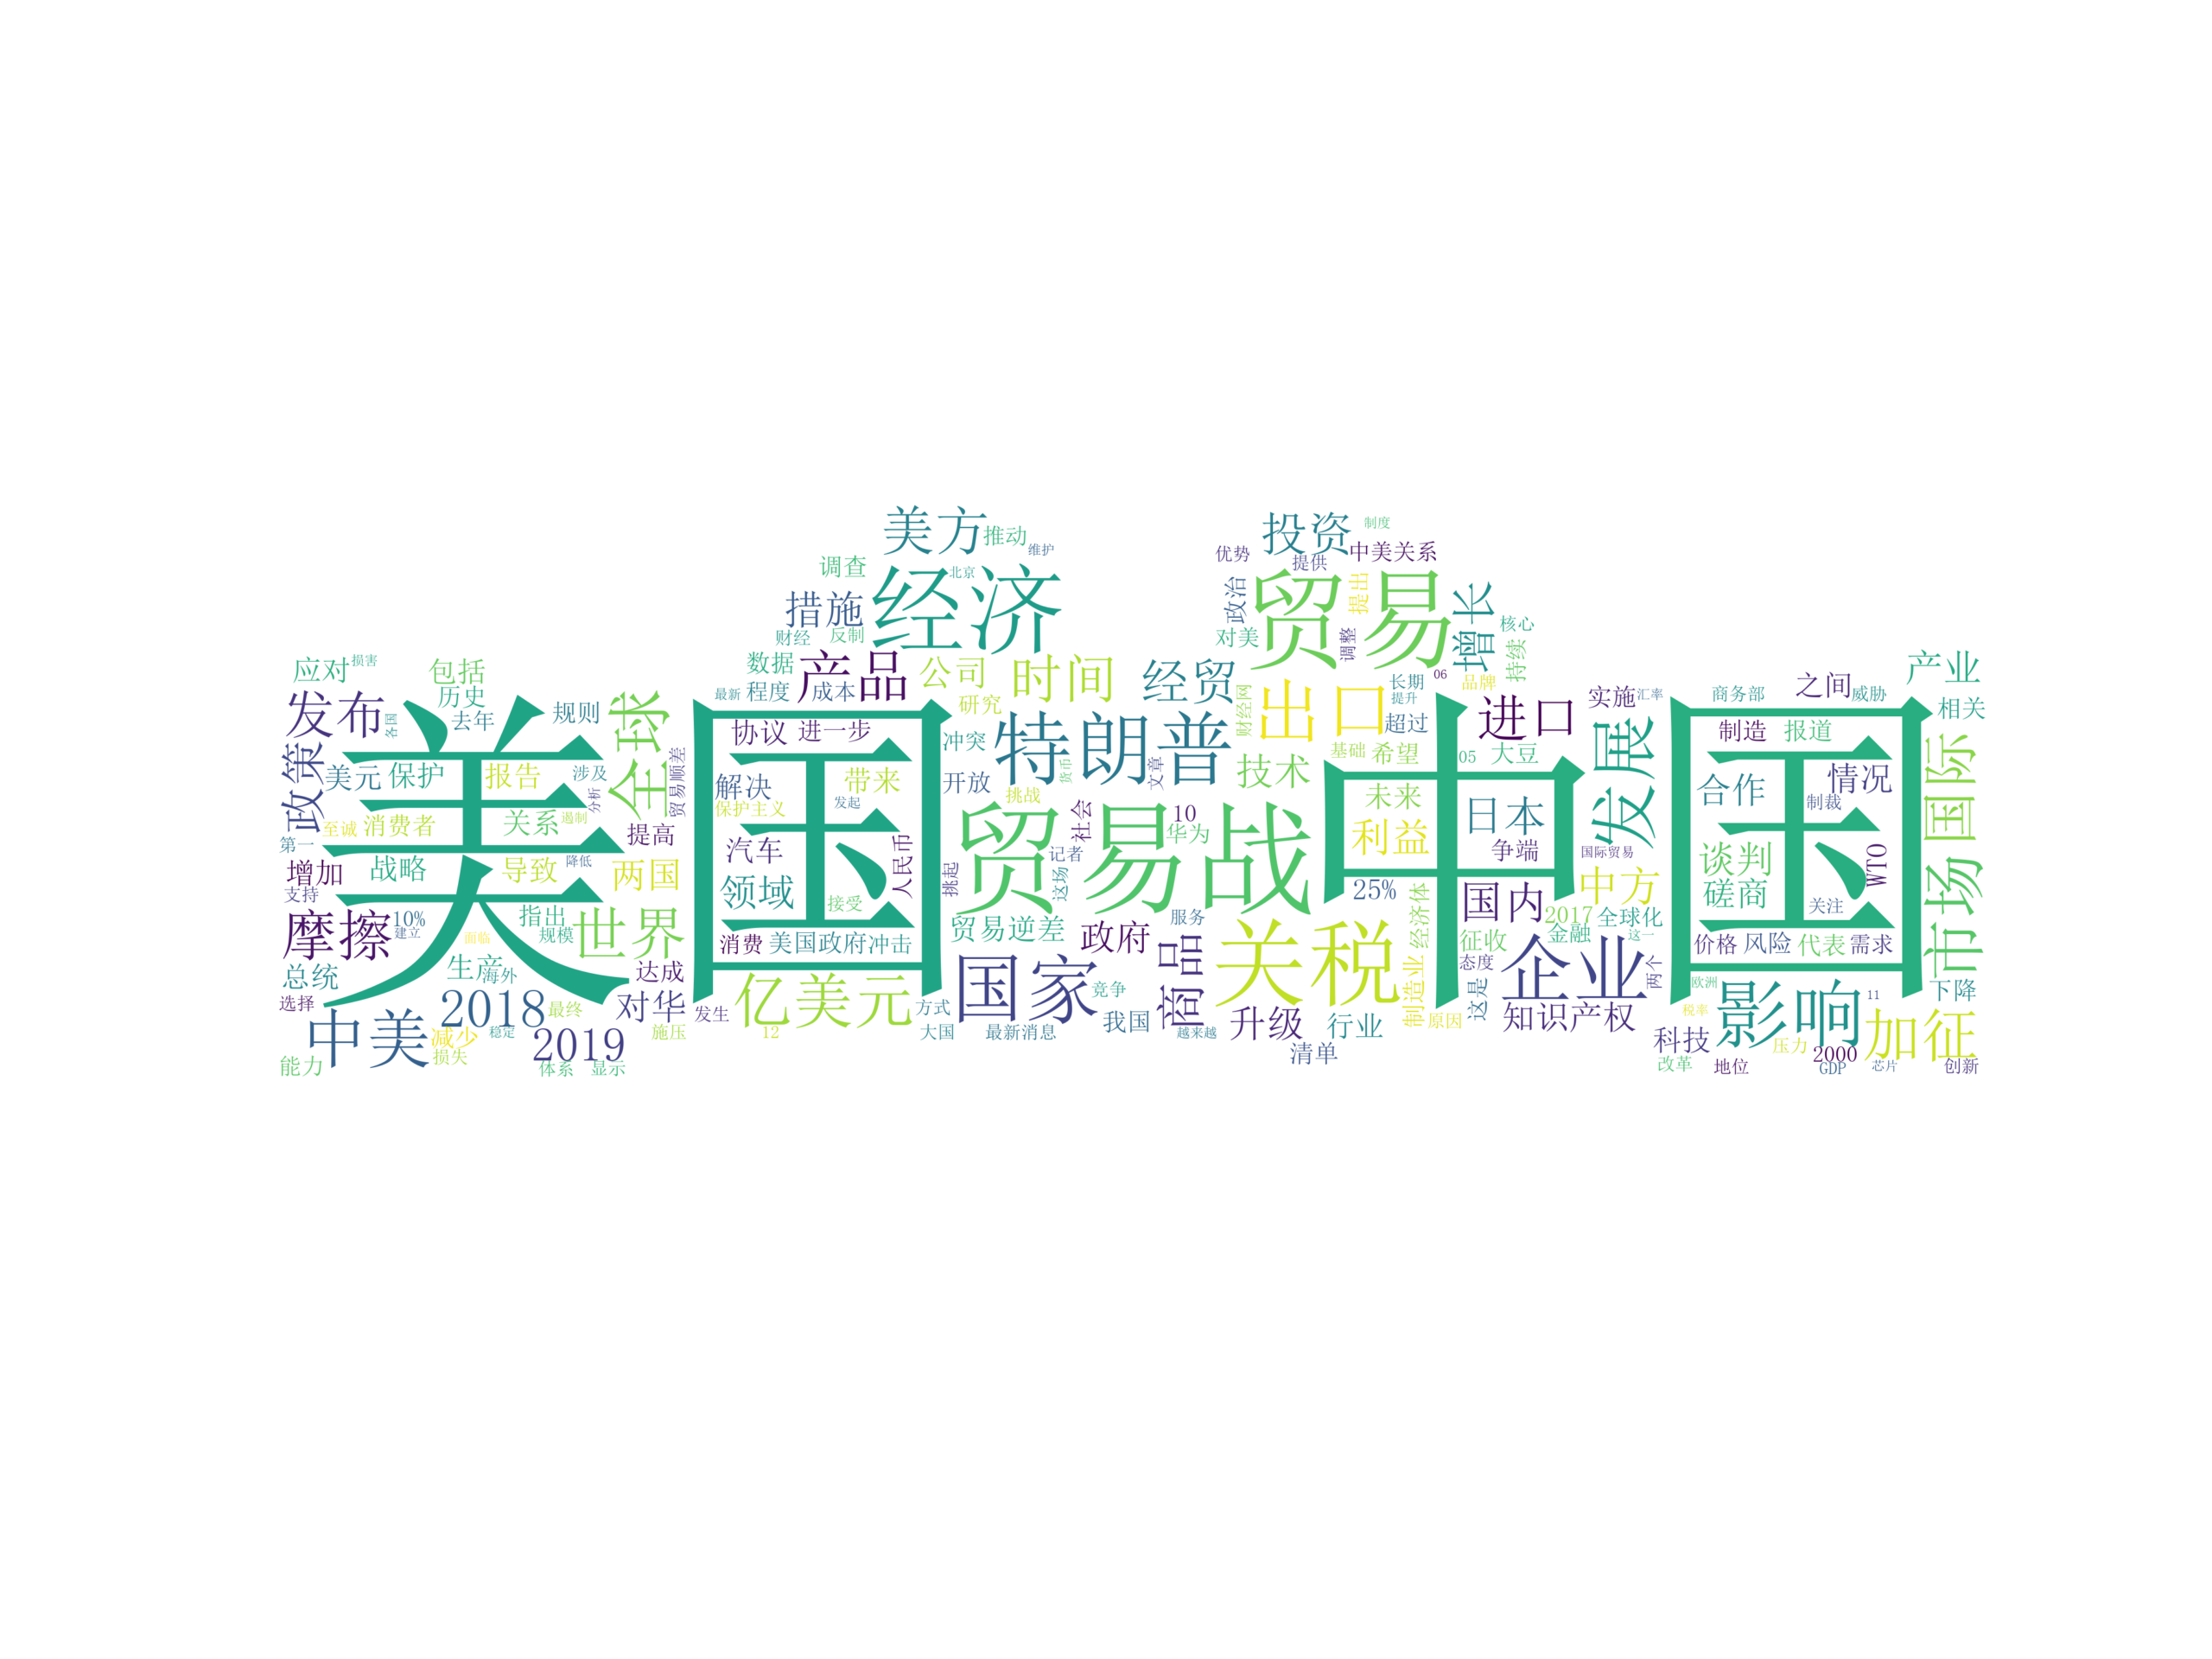 美方
推动
维护
投资
制度
中美关系
优势
提供
调查
北京
经济
措施
财经
反制
贸易
政治
提出
对美
调整
增长
核心
持续
应对
损害
包括
历史
去年
规则
发布
各国
全球
贸易顺差
数据
产品
最新
程度
成本
公司
时间
研究
经贸
财经网
出口
长期
提升
超过
06
品牌
进口
实施
汇率
商务部
之间
威胁
产业
相关
美国
政策
美元
保护
报告
涉及
分析
至诚
消费者
关系
遏制
第一
提高
增加
战略
导致
降低
两国
支持
协议
进一步
解决
带来
保护主义
发起
汽车
人民币
领域
接受
消费
美国政府
冲击
冲突
开放
特朗普
货币
文章
挑战
技术
基础
希望
05
大豆
发展
中国
制造
报道
合作
情况
制裁
国际
未来
利益
日本
争端
国际贸易
谈判
磋商
WTO
关注
市场
贸易战
社会
10
华为
记者
这场
挑起
25%
经济体
制造业
国内
中方
2017
全球化
金融
这一
征收
态度
价格
风险
代表
需求
摩擦
10%
建立
面临
指出
规模
世界
总统
生产
海外
达成
选择
2018
最终
对华
发生
亿美元
贸易逆差
政府
服务
国家
竞争
方式
大国
最新消息
我国
商品
越来越
关税
升级
清单
行业
原因
这是
企业
知识产权
两个
欧洲
税率
影响
11
下降
加征
中美
减少
稳定
2019
施压
12
能力
损失
体系
显示
科技
改革
地位
压力
2000
GDP
芯片
创新